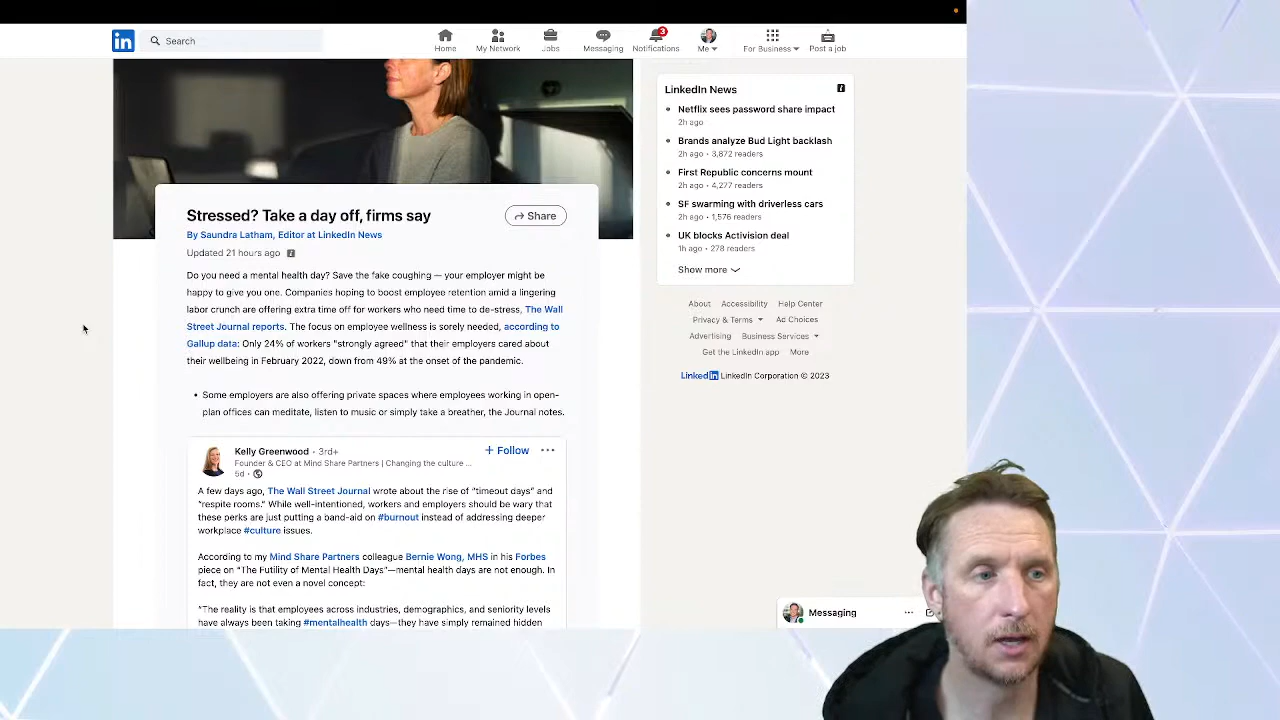 in
Search
Home
My Network
Jobs
Messaging
3
Notifications
Me
For Business
Post a job
Stressed? Take a day off, firms say
Share
By Saundra Latham, Editor at LinkedIn News
Updated 21 hours ago
Do you need a mental health day? Save the fake coughing — your employer might be
happy to give you one. Companies hoping to boost employee retention amid a lingering
labor crunch are offering extra time off for workers who need time to de-stress, The Wall
Street Journal reports. The focus on employee wellness is sorely needed, according to
Gallup data: Only 24% of workers "strongly agreed" that their employers cared about
their wellbeing in February 2022, down from 49% at the onset of the pandemic.
• Some employers are also offering private spaces where employees working in open-
plan offices can meditate, listen to music or simply take a breather, the Journal notes.
Kelly Greenwood • 3rd+
+ Follow
Founder & CEO at Mind Share Partners | Changing the culture ...
5d •
A few days ago, The Wall Street Journal wrote about the rise of “timeout days” and
“respite rooms.” While well-intentioned, workers and employers should be wary that
these perks are just putting a band-aid on #burnout instead of addressing deeper
workplace #culture issues.
According to my Mind Share Partners colleague Bernie Wong, MHS in his Forbes
piece on “The Futility of Mental Health Days”—mental health days are not enough. In
fact, they are not even a novel concept:
“The reality is that employees across industries, demographics, and seniority levels
have always been taking #mentalhealth days—they have simply remained hidden
LinkedIn News
Netflix sees password share impact
2h ago
Brands analyze Bud Light backlash
2h ago • 3,872 readers
First Republic concerns mount
2h ago • 4,277 readers
SF swarming with driverless cars
2h ago • 1,576 readers
UK blocks Activision deal
1h ago • 278 readers
Show more
About Accessibility Help Center
Privacy & Terms Ad Choices
Advertising Business Services
Get the LinkedIn app More
LinkedIn LinkedIn Corporation © 2023
Messaging